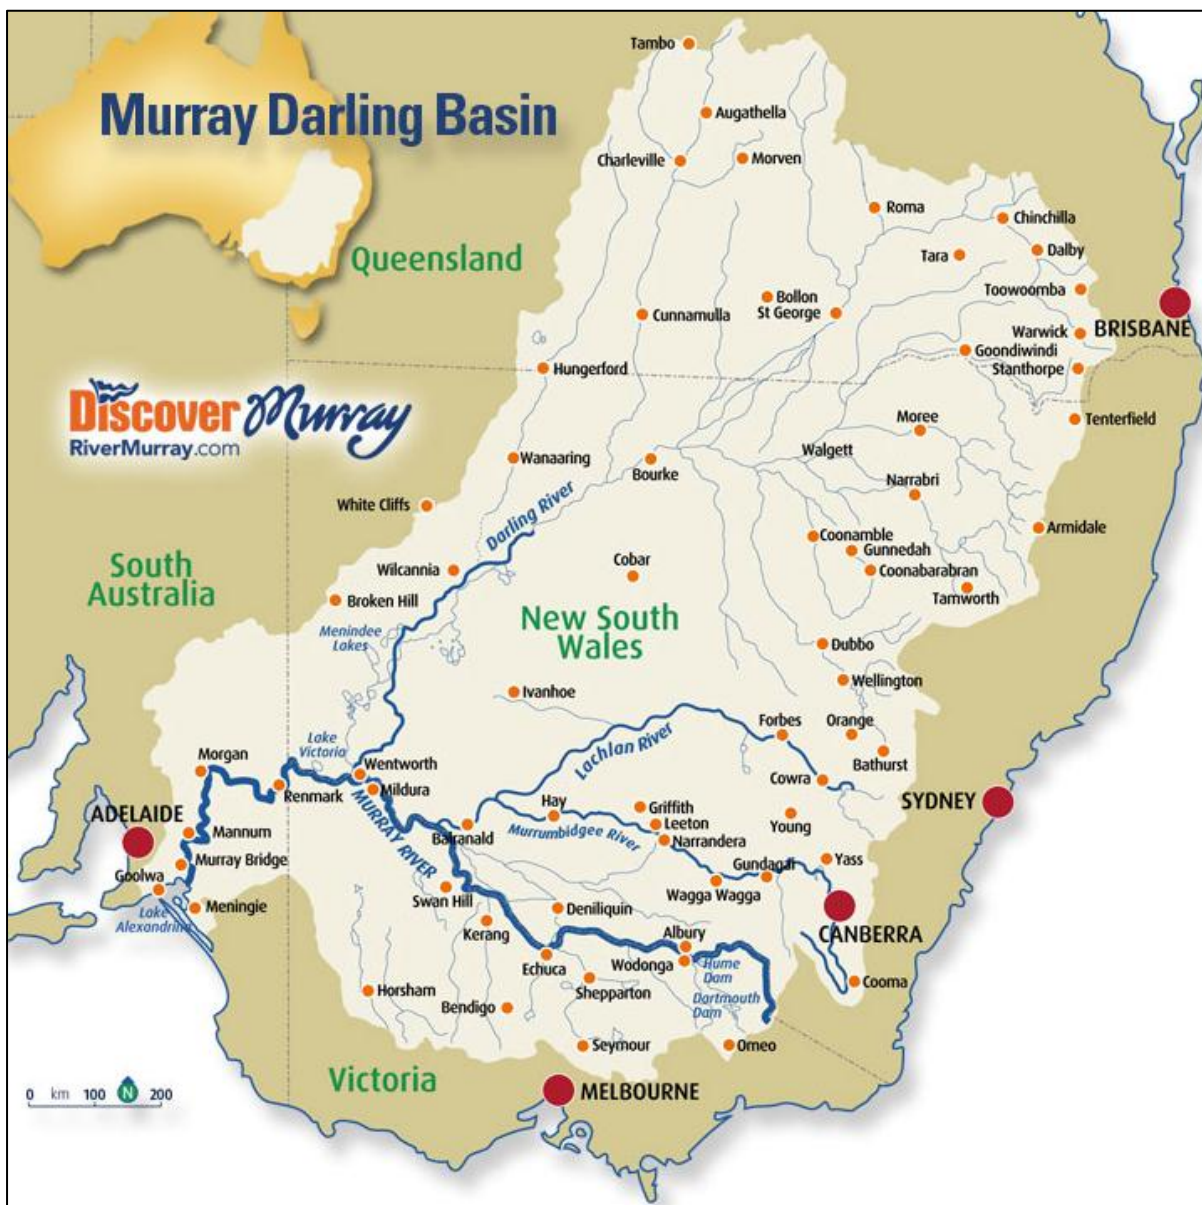 Murray Darling Basin
Tambo
Augathella
Charleville
Morven
Roma
Chinchilla
Queensland
Tara
Dalby
Toowoomba
Bollon
St George
Cunnamulla
BRISBANE
Warwick
Goondiwindi
Stanthorpe
Hungerford
Discover Murray
RiverMurray.com
Moree
Tenterfield
Walgett
Wanaaring
Bourke
Narrabri
White Cliffs
Darling River
Armidale
Coonamble
Gunnedah
Cobar
Coonabarabran
South
Australia
Wilcannia
Tamworth
Broken Hill
New South
Wales
Menindee
Lakes
Dubbo
Wellington
Ivanhoe
Forbes
Orange
Lachlan River
Lake
Victoria
Morgan
Bathurst
Wentworth
Cowra
Renmark
Mildura
SYDNEY
ADELAIDE
Hay
Griffith
Leeton
Young
Mannum
MURRAY RIVER
Balranald
Murrumbidgee River
Narrandera
Murray Bridge
Gundagai
Yass
Goolwa
Swan Hill
Wagga Wagga
Meningie
Lake
Alexandrina
Deniliquin
Kerang
CANBERRA
Albury
Echuca
Wodonga
Hume
Dam
Cooma
Horsham
Shepparton
Dartmouth
Dam
Bendigo
Seymour
Omeo
Victoria
MELBOURNE
N
0 km 100 200